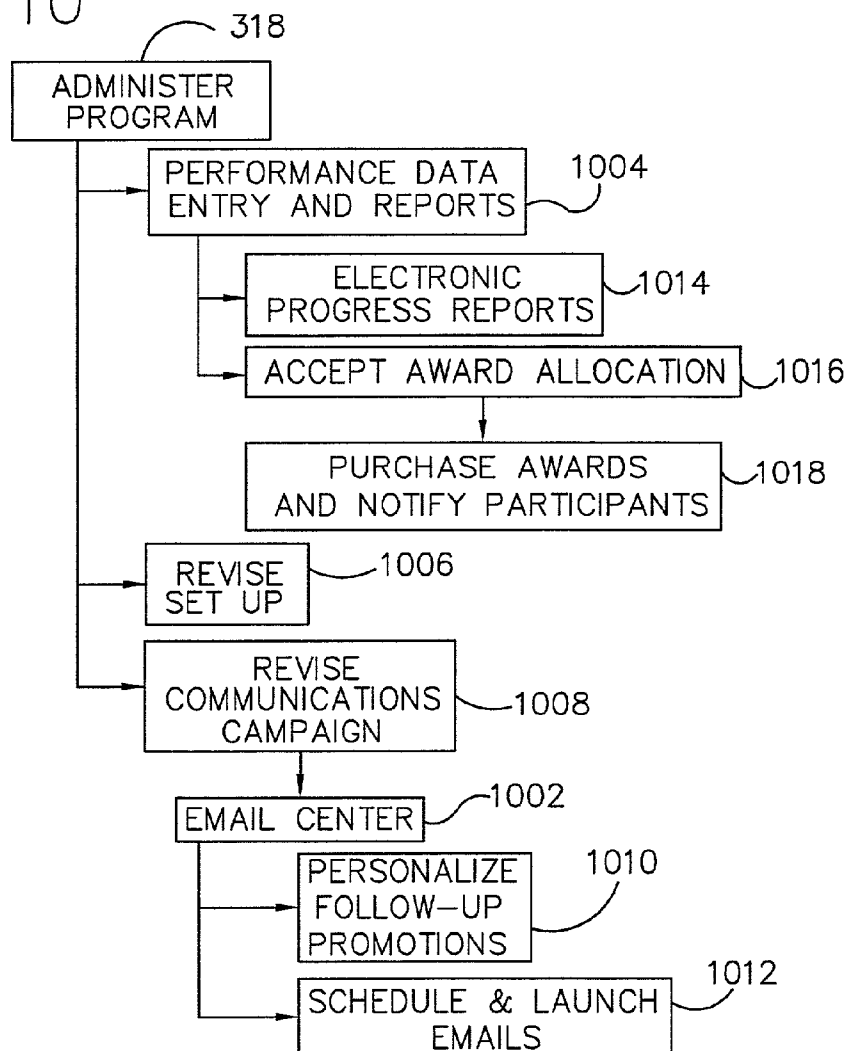 10
318
ADMINISTER
PROGRAM
PERFORMANCE DATA
ENTRY AND REPORTS
1004
ELECTRONIC
PROGRESS REPORTS
1014
ACCEPT AWARD ALLOCATION
1016
PURCHASE AWARDS
AND NOTIFY PARTICIPANTS
1018
REVISE
SET UP
1006
REVISE
COMMUNICATIONS
CAMPAIGN
1008
EMAIL CENTER
1002
PERSONALIZE
FOLLOW-UP
PROMOTIONS
1010
SCHEDULE & LAUNCH
EMAILS
1012